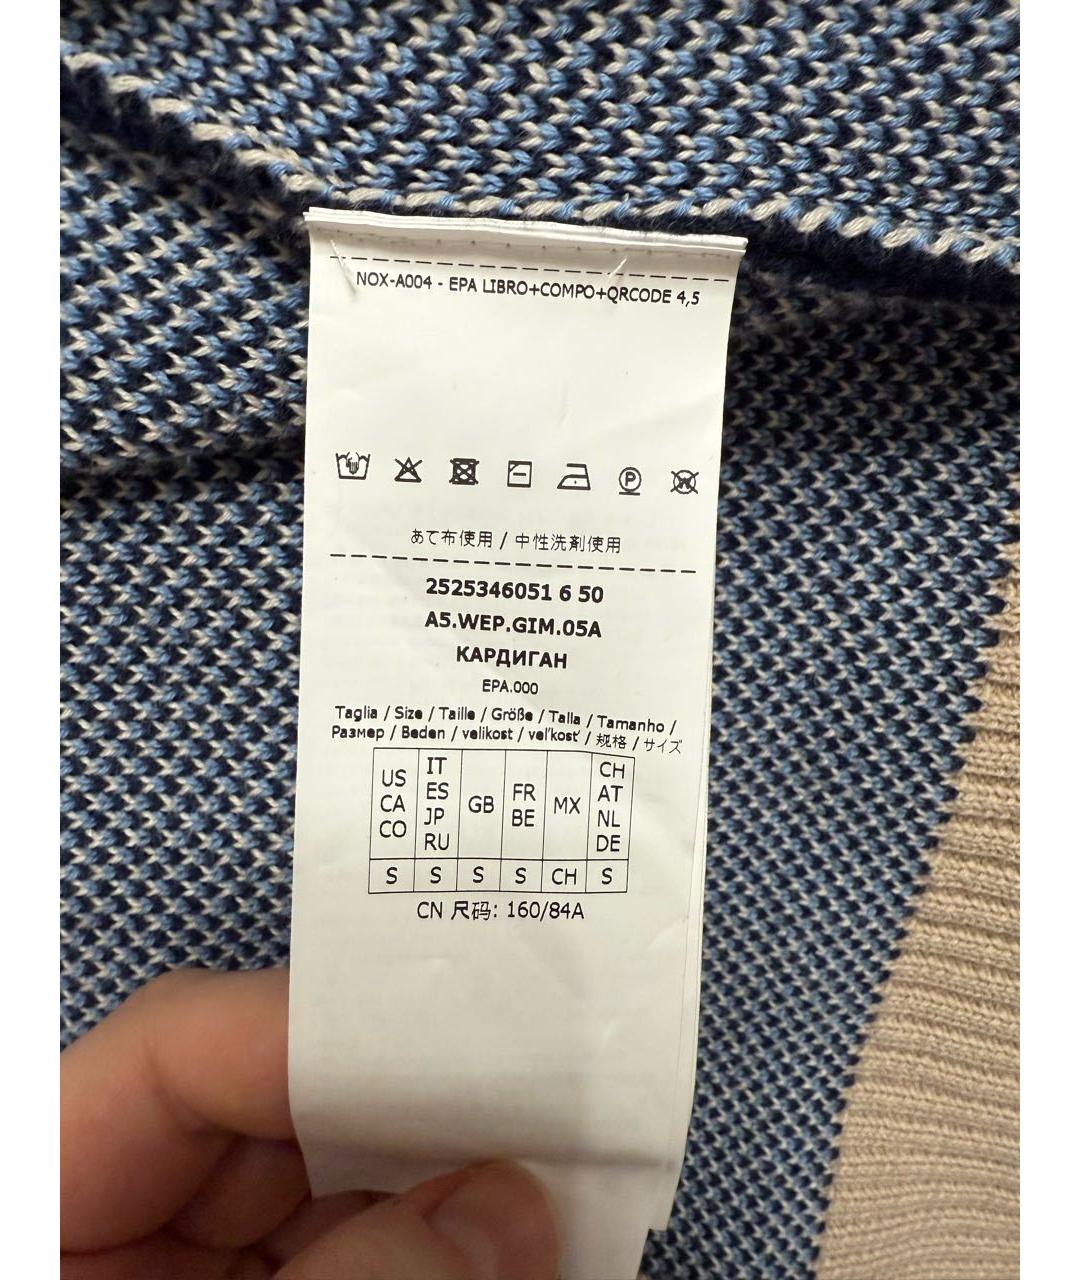 NOX-A004 - EPA LIBRO+COMPO+QRCODE 4,5
あて布使用 / 中性洗剤使用
2525346051 6 50
A5.WEP.GIM.05A
КАРДИГАН
EPA.000
Taglia / Size / Taille / Größe / Talla / Tamanho /
Размер / Beden / velikost / veľkosť / 规格 / サイズ
US CA CO IT ES JP RU GB FR BE MX CH AT NL DE
S S S S CH S
CN 尺码: 160/84A